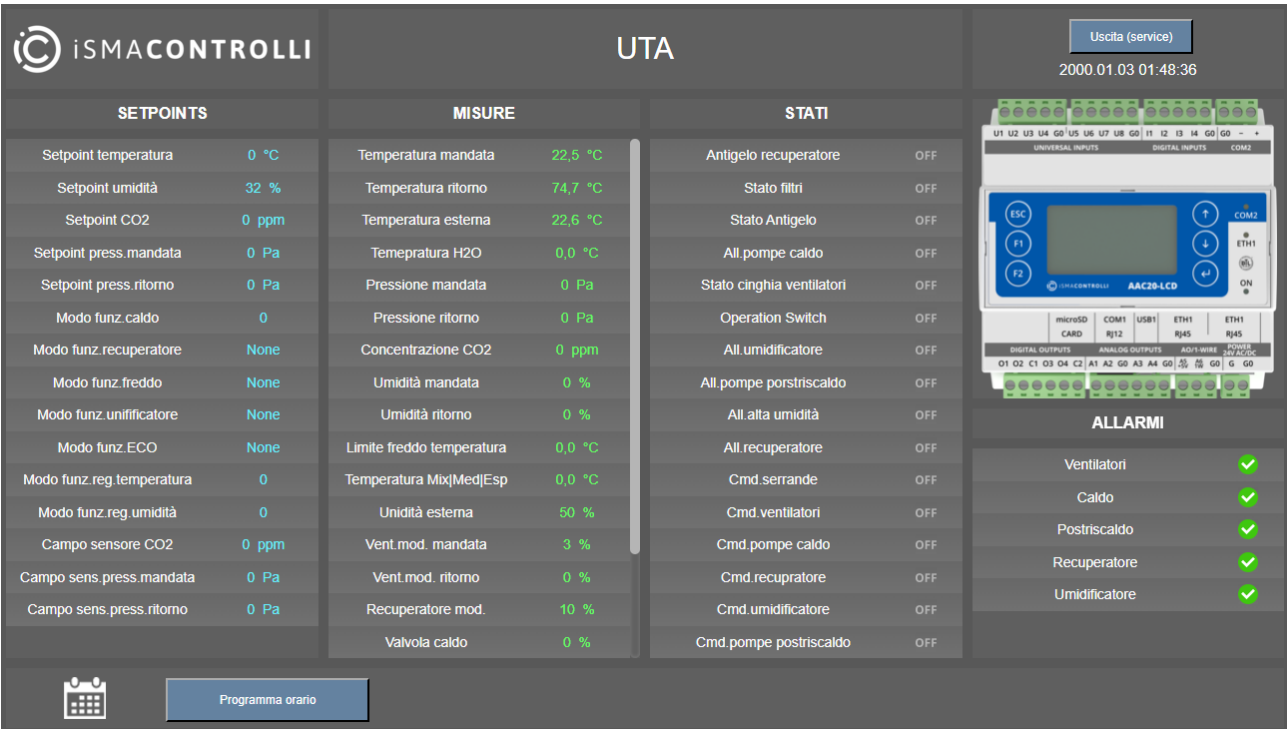 iSMACONTROLLI
UTA
Uscita (service)
2000.01.03 01:48:36
SETPOINTS
Setpoint temperatura 0 °C
Setpoint umidità 32 %
Setpoint CO2 0 ppm
Setpoint press.mandata 0 Pa
Setpoint press.ritorno 0 Pa
Modo funz.caldo 0
Modo funz.recuperatore None
Modo funz.freddo None
Modo funz.unifificatore None
Modo funz.ECO None
Modo funz.reg.temperatura 0
Modo funz.reg.umidità 0
Campo sensore CO2 0 ppm
Campo sens.press.mandata 0 Pa
Campo sens.press.ritorno 0 Pa
MISURE
Temperatura mandata 22,5 °C
Temperatura ritorno 74,7 °C
Temperatura esterna 22,6 °C
Temepratura H2O 0,0 °C
Pressione mandata 0 Pa
Pressione ritorno 0 Pa
Concentrazione CO2 0 ppm
Umidità mandata 0 %
Umidità ritorno 0 %
Limite freddo temperatura 0,0 °C
Temperatura Mix|Med|Esp 0,0 °C
Unidità esterna 50 %
Vent.mod. mandata 3 %
Vent.mod. ritorno 0 %
Recuperatore mod. 10 %
Valvola caldo 0 %
STATI
Antigelo recuperatore OFF
Stato filtri OFF
Stato Antigelo OFF
All.pompe caldo OFF
Stato cinghia ventilatori OFF
Operation Switch OFF
All.umidificatore OFF
All.pompe porstriscaldo OFF
All.alta umidità OFF
All.recuperatore OFF
Cmd.serrande OFF
Cmd.ventilatori OFF
Cmd.pompe caldo OFF
Cmd.recupratore OFF
Cmd.umidificatore OFF
Cmd.pompe postriscaldo OFF
U1 U2 U3 U4 G0 U5 U6 U7 U8 G0 I1 I2 I3 I4 G0 G0 - +
UNIVERSAL INPUTS DIGITAL INPUTS COM2
ESC
F1
F2
COM2
ETH1
ON
iSMACONTROLLI AAC20-LCD
microSD COM1 USB1 ETH1 ETH1
CARD RJ12 RJ45 RJ45
DIGITAL OUTPUTS ANALOG OUTPUTS AO/1-WIRE POWER
24V AC/DC
O1 O2 C1 O3 O4 C2 A1 A2 G0 A3 A4 G0 A5 +5V A6 1W G0 G G0
ALLARMI
Ventilatori
Caldo
Postriscaldo
Recuperatore
Umidificatore
Programma orario